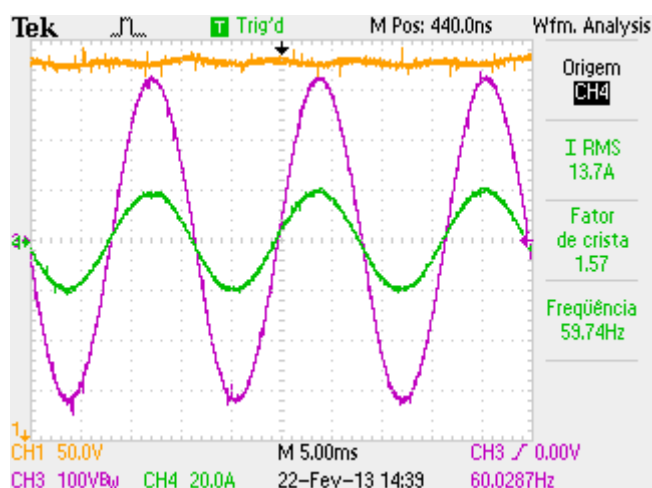 Tek T Trig'd M Pos: 440.0ns Wfm. Analysis
Origem
CH4
I RMS
13.7A
Fator
de crista
1.57
Freqüência
59.74Hz
1
CH1 50.0V M 5.00ms CH3 0.00V
CH3 100VBW CH4 20.0A 22-Fev-13 14:39 60.0287Hz